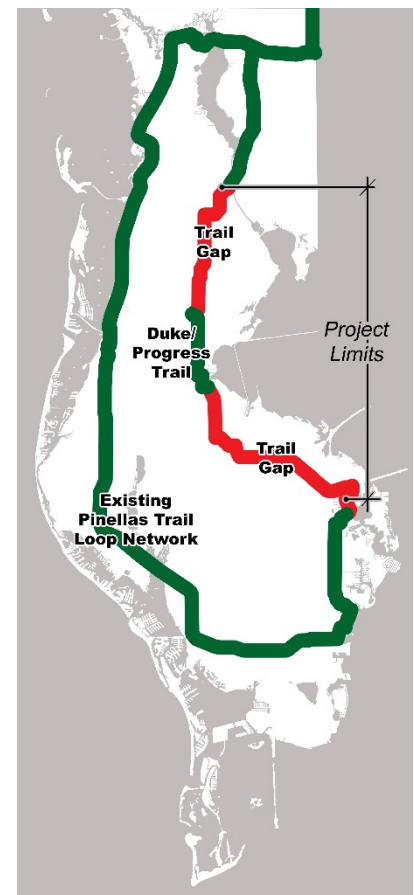 Trail
Gap
Project
Limits
Duke/
Progress
Trail
Trail
Gap
Existing
Pinellas Trail
Loop Network